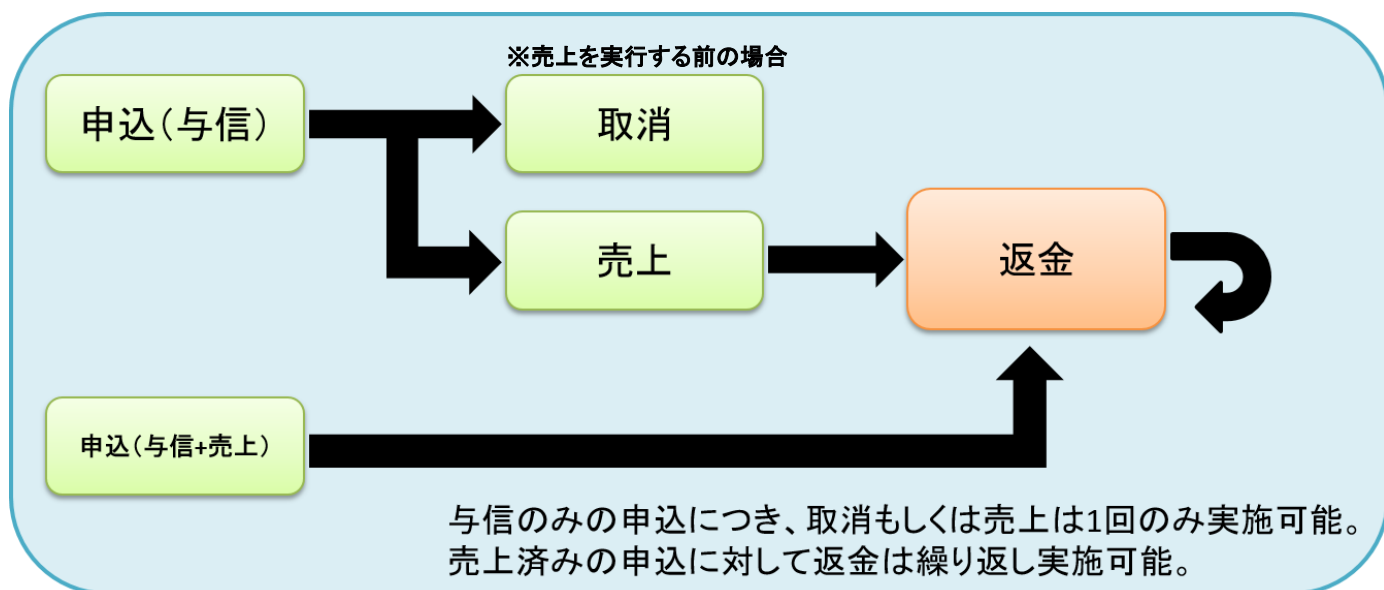 ※売上を実行する前の場合
申込(与信)
取消
売上
返金
申込(与信+売上)
与信のみの申込につき、取消もしくは売上は1回のみ実施可能。
売上済みの申込に対して返金は繰り返し実施可能。